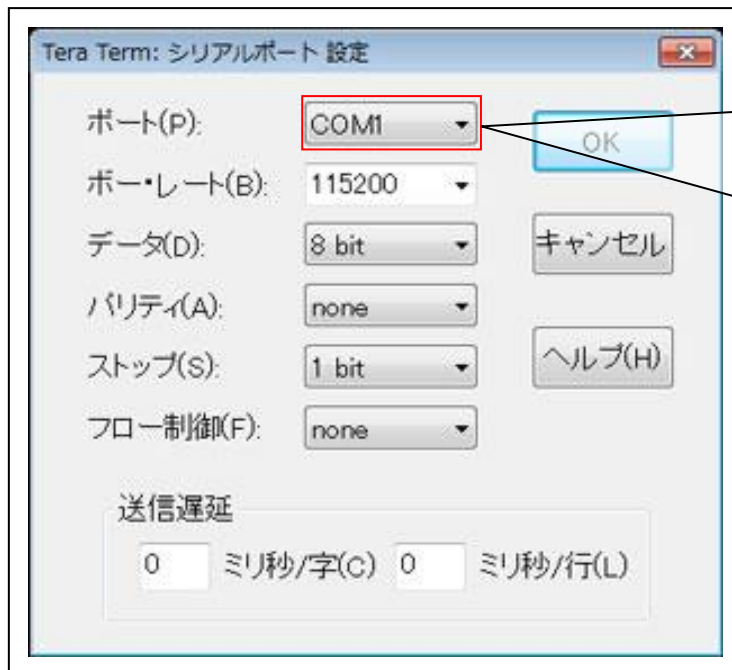 Tera Term: シリアルポート 設定
ポート(P): COM1
OK
ボー・レート(B): 115200
データ(D): 8 bit
キャンセル
パリティ(A): none
ストップ(S): 1 bit
ヘルプ(H)
フロー制御(F): none
送信遅延
0 ミリ秒/字(C) 0 ミリ秒/行(L)